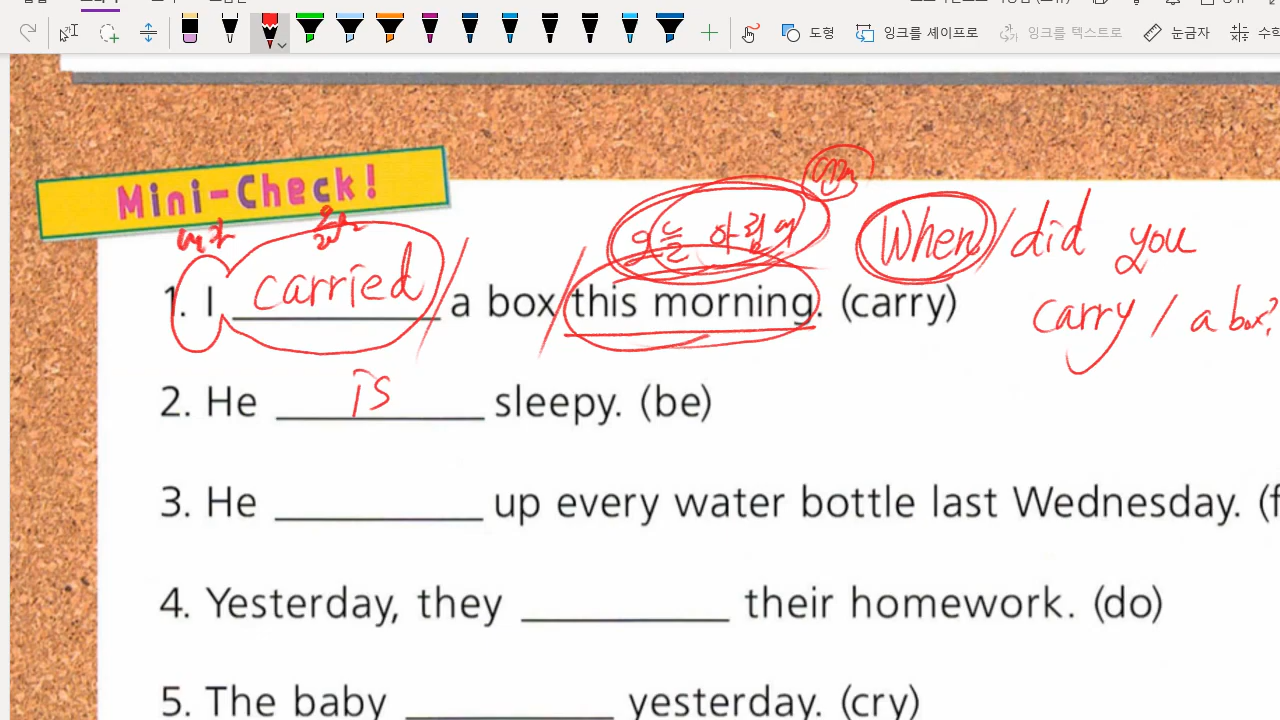 도형 잉크를 셰이프로 잉크를 텍스트로 눈금자
Mini-Check!
오늘 아침에 When / did you
1. I carried / a box / this morning. (carry) carry / a box?
2. He is sleepy. (be)
3. He __________ up every water bottle last Wednesday. (f
4. Yesterday, they __________ their homework. (do)
5. The baby __________ yesterday. (cry)